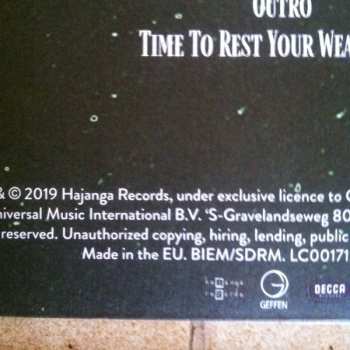 OUTRO
TIME TO REST YOUR WEA
& © 2019 Hajanga Records, under exclusive licence to G
niversal Music International B.V. 'S-Gravelandseweg 80
reserved. Unauthorized copying, hiring, lending, public
Made in the EU. BIEM/SDRM. LC00171
GEFFEN
DECCA